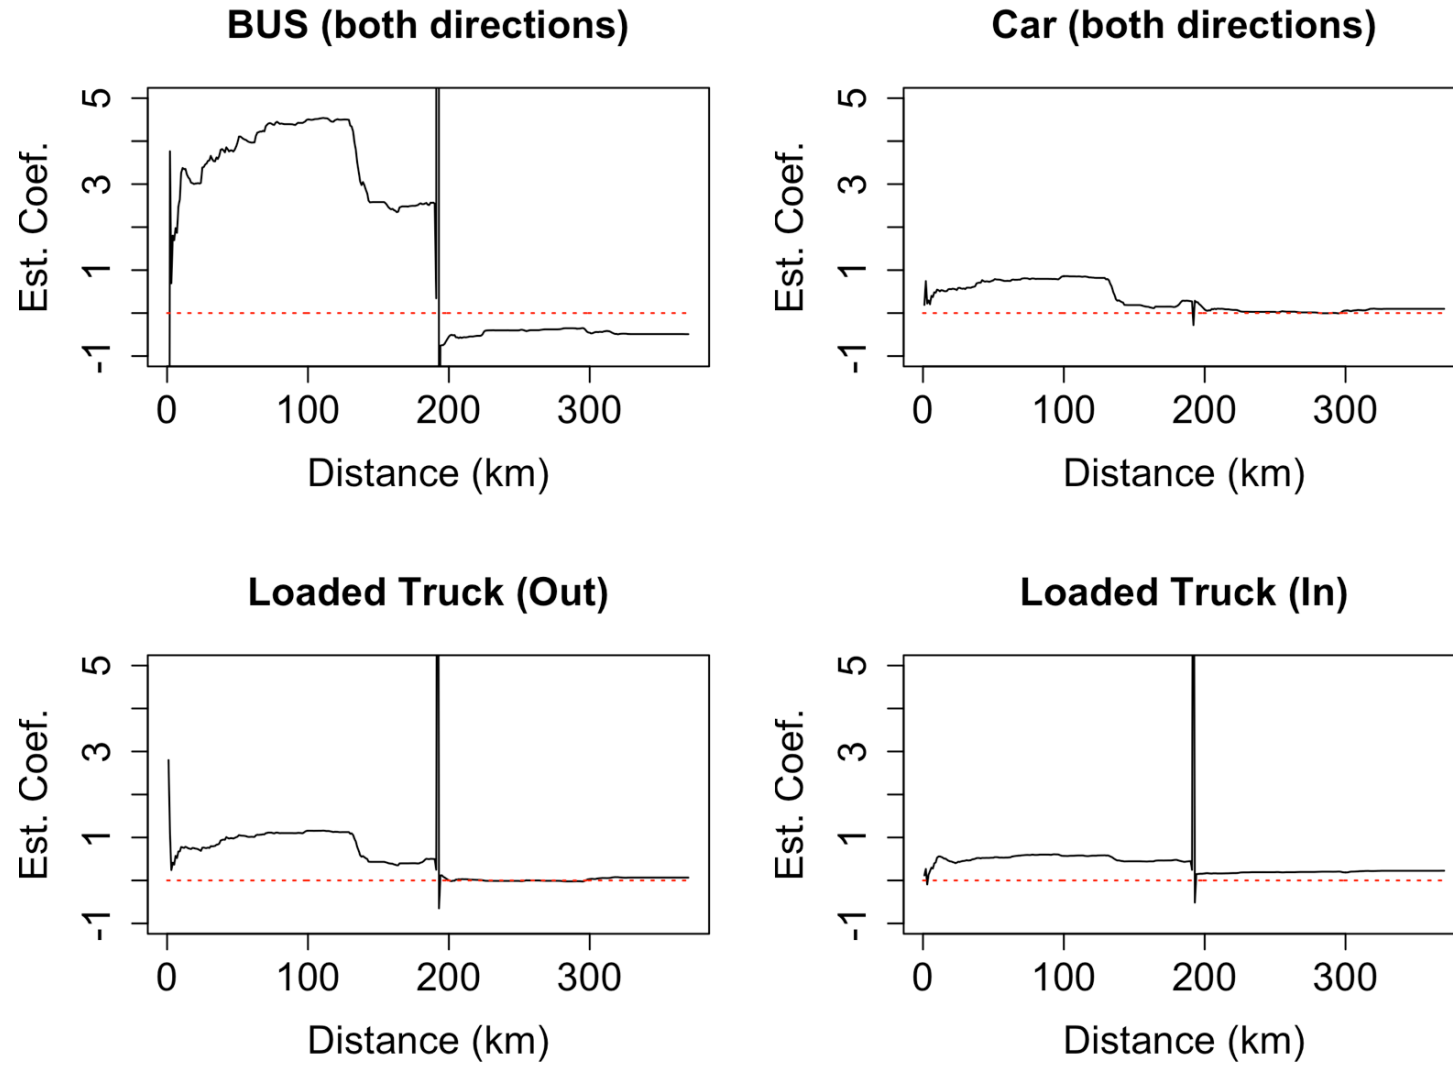 BUS (both directions)
Est. Coef.
5
3
1
-1
0 100 200 300
Distance (km)
Car (both directions)
Est. Coef.
5
3
1
-1
0 100 200 300
Distance (km)
Loaded Truck (Out)
Est. Coef.
5
3
1
-1
0 100 200 300
Distance (km)
Loaded Truck (In)
Est. Coef.
5
3
1
-1
0 100 200 300
Distance (km)